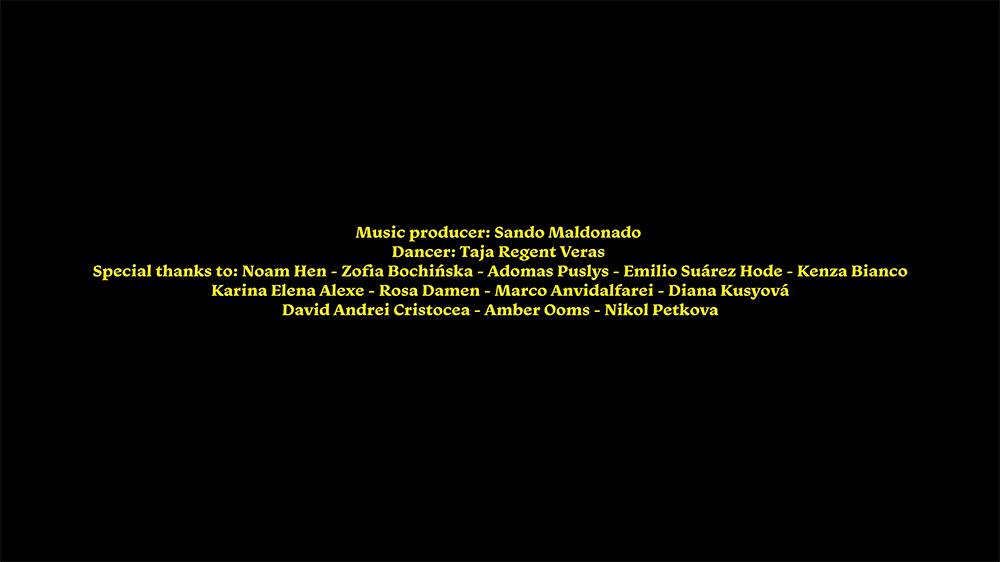 Music producer: Sando Maldonado
Dancer: Taja Regent Veras
Special thanks to: Noam Hen - Zofia Bochińska - Adomas Puslys - Emilio Suárez Hode - Kenza Bianco
Karina Elena Alexe - Rosa Damen - Marco Anvidalfarei - Diana Kusyová
David Andrei Cristocea - Amber Ooms - Nikol Petkova